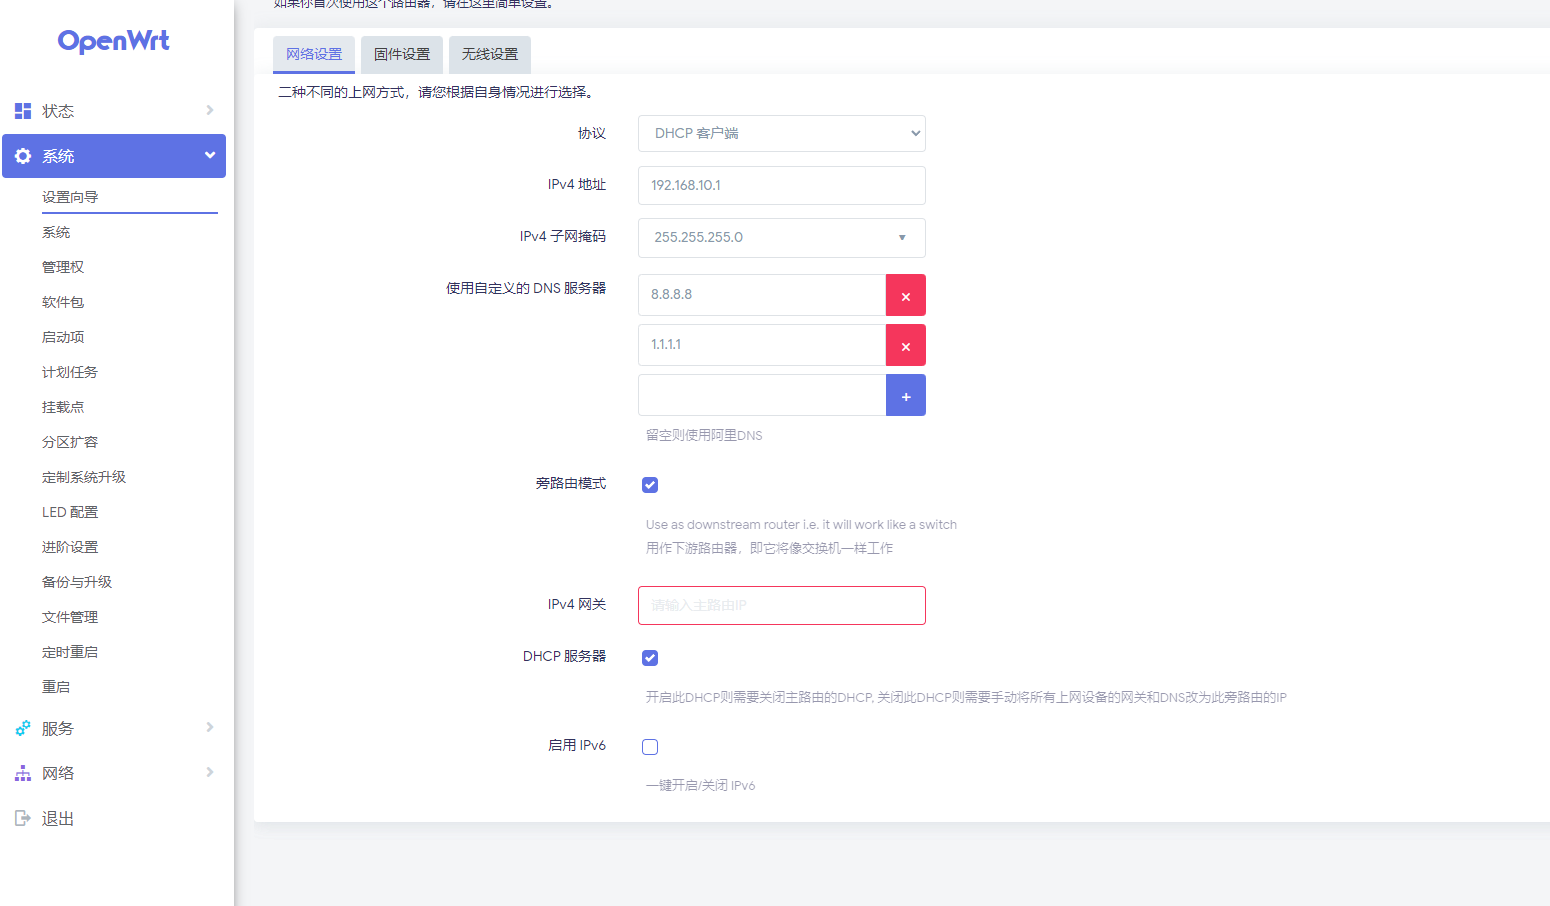 如果你首次使用这个路由器，请在这里简单设置。
OpenWrt
状态
系统
设置向导
系统
管理权
软件包
启动项
计划任务
挂载点
分区扩容
定制系统升级
LED 配置
进阶设置
备份与升级
文件管理
定时重启
重启
服务
网络
退出
网络设置 固件设置 无线设置
二种不同的上网方式，请您根据自身情况进行选择。
协议 DHCP 客户端
IPv4 地址 192.168.10.1
IPv4 子网掩码 255.255.255.0
使用自定义的 DNS 服务器 8.8.8.8 ×
1.1.1.1 ×
+
留空则使用阿里DNS
旁路由模式
Use as downstream router i.e. it will work like a switch
用作下游路由器，即它将像交换机一样工作
IPv4 网关 请输入主路由IP
DHCP 服务器
开启此DHCP则需要关闭主路由的DHCP, 关闭此DHCP则需要手动将所有上网设备的网关和DNS改为此旁路由的IP
启用 IPv6
一键开启/关闭 IPv6